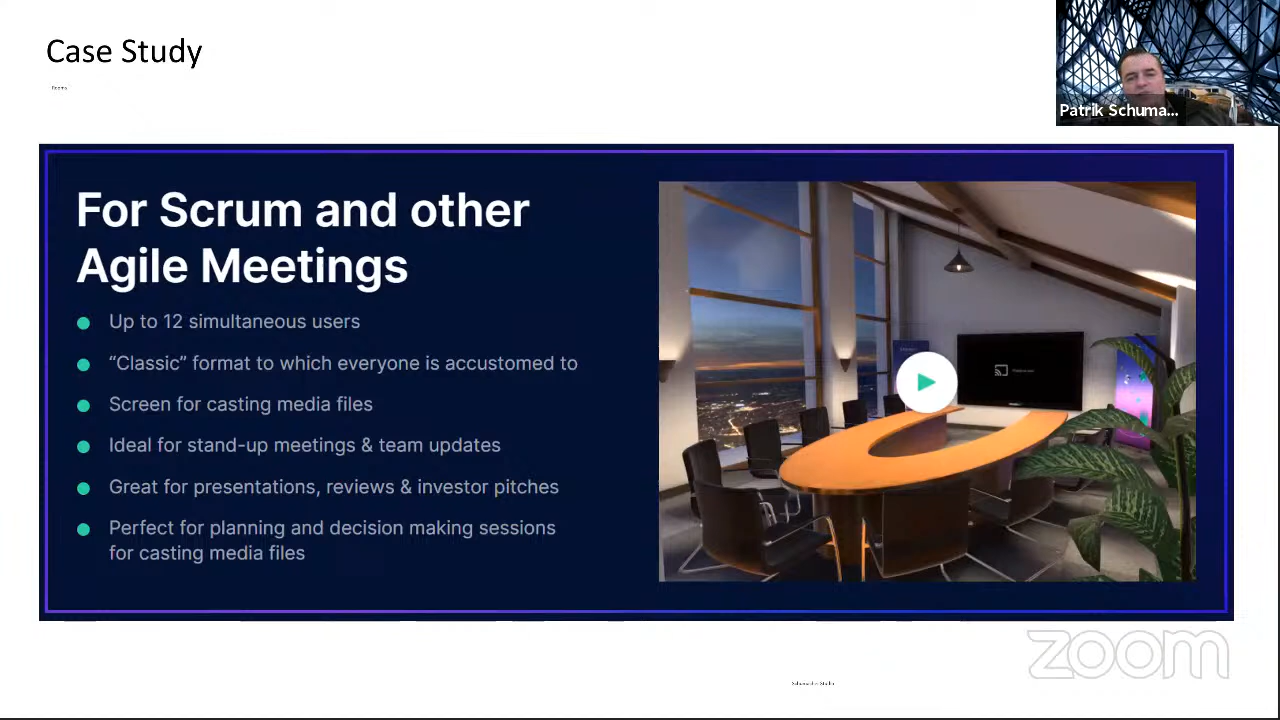 Case Study
Rooms
Patrik Schuma...
For Scrum and other
Agile Meetings
Up to 12 simultaneous users
“Classic” format to which everyone is accustomed to
Screen for casting media files
Ideal for stand-up meetings & team updates
Great for presentations, reviews & investor pitches
Perfect for planning and decision making sessions
for casting media files
zoom